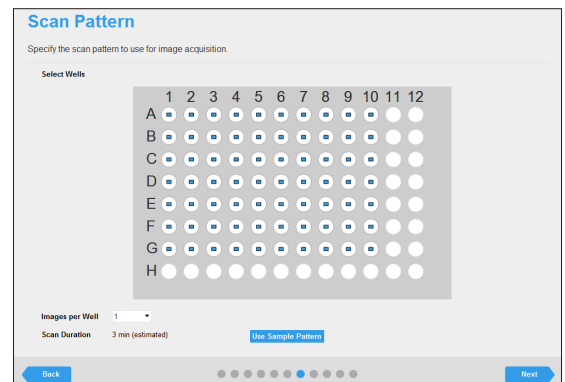 Scan Pattern
Specify the scan pattern to use for image acquisition.
Select Wells
1 2 3 4 5 6 7 8 9 10 11 12
A
B
C
D
E
F
G
H
Images per Well 1
Scan Duration 3 min (estimated) Use Sample Pattern
Back Next